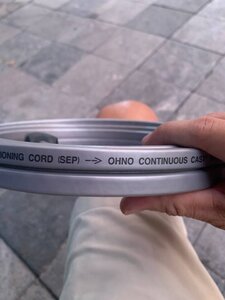 IONING CORD (SEP) --> OHNO CONTINUOUS CAS